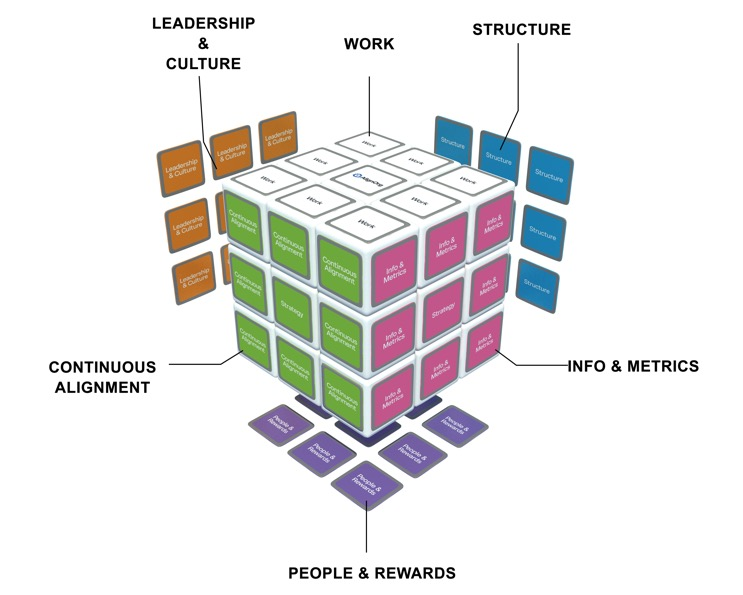 LEADERSHIP
&
CULTURE
WORK
STRUCTURE
Leadership
& Culture
Leadership
& Culture
Leadership
& Culture
Work
Work
Work
Work
AlignOrg
Work
Work
Work
Work
Structure
Structure
Structure
Leadership
& Culture
Leadership
& Culture
Structure
Structure
Continuous
Alignment
Continuous
Alignment
Continuous
Alignment
Info &
Metrics
Info &
Metrics
Info &
Metrics
Continuous
Alignment
Strategy
Continuous
Alignment
Info &
Metrics
Strategy
Info &
Metrics
Continuous
Alignment
Continuous
Alignment
Continuous
Alignment
Info &
Metrics
Info &
Metrics
Info &
Metrics
CONTINUOUS
ALIGNMENT
INFO & METRICS
People &
Rewards
People &
Rewards
People &
Rewards
People &
Rewards
People &
Rewards
PEOPLE & REWARDS